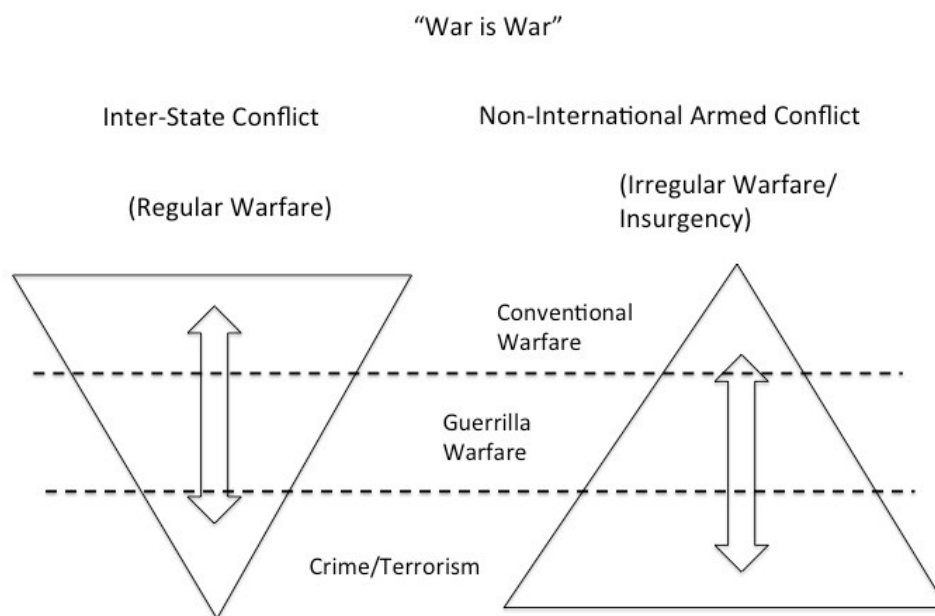 “War is War”
Inter-State Conflict
Non-International Armed Conflict
(Regular Warfare)
(Irregular Warfare/
Insurgency)
Conventional
Warfare
Guerrilla
Warfare
Crime/Terrorism